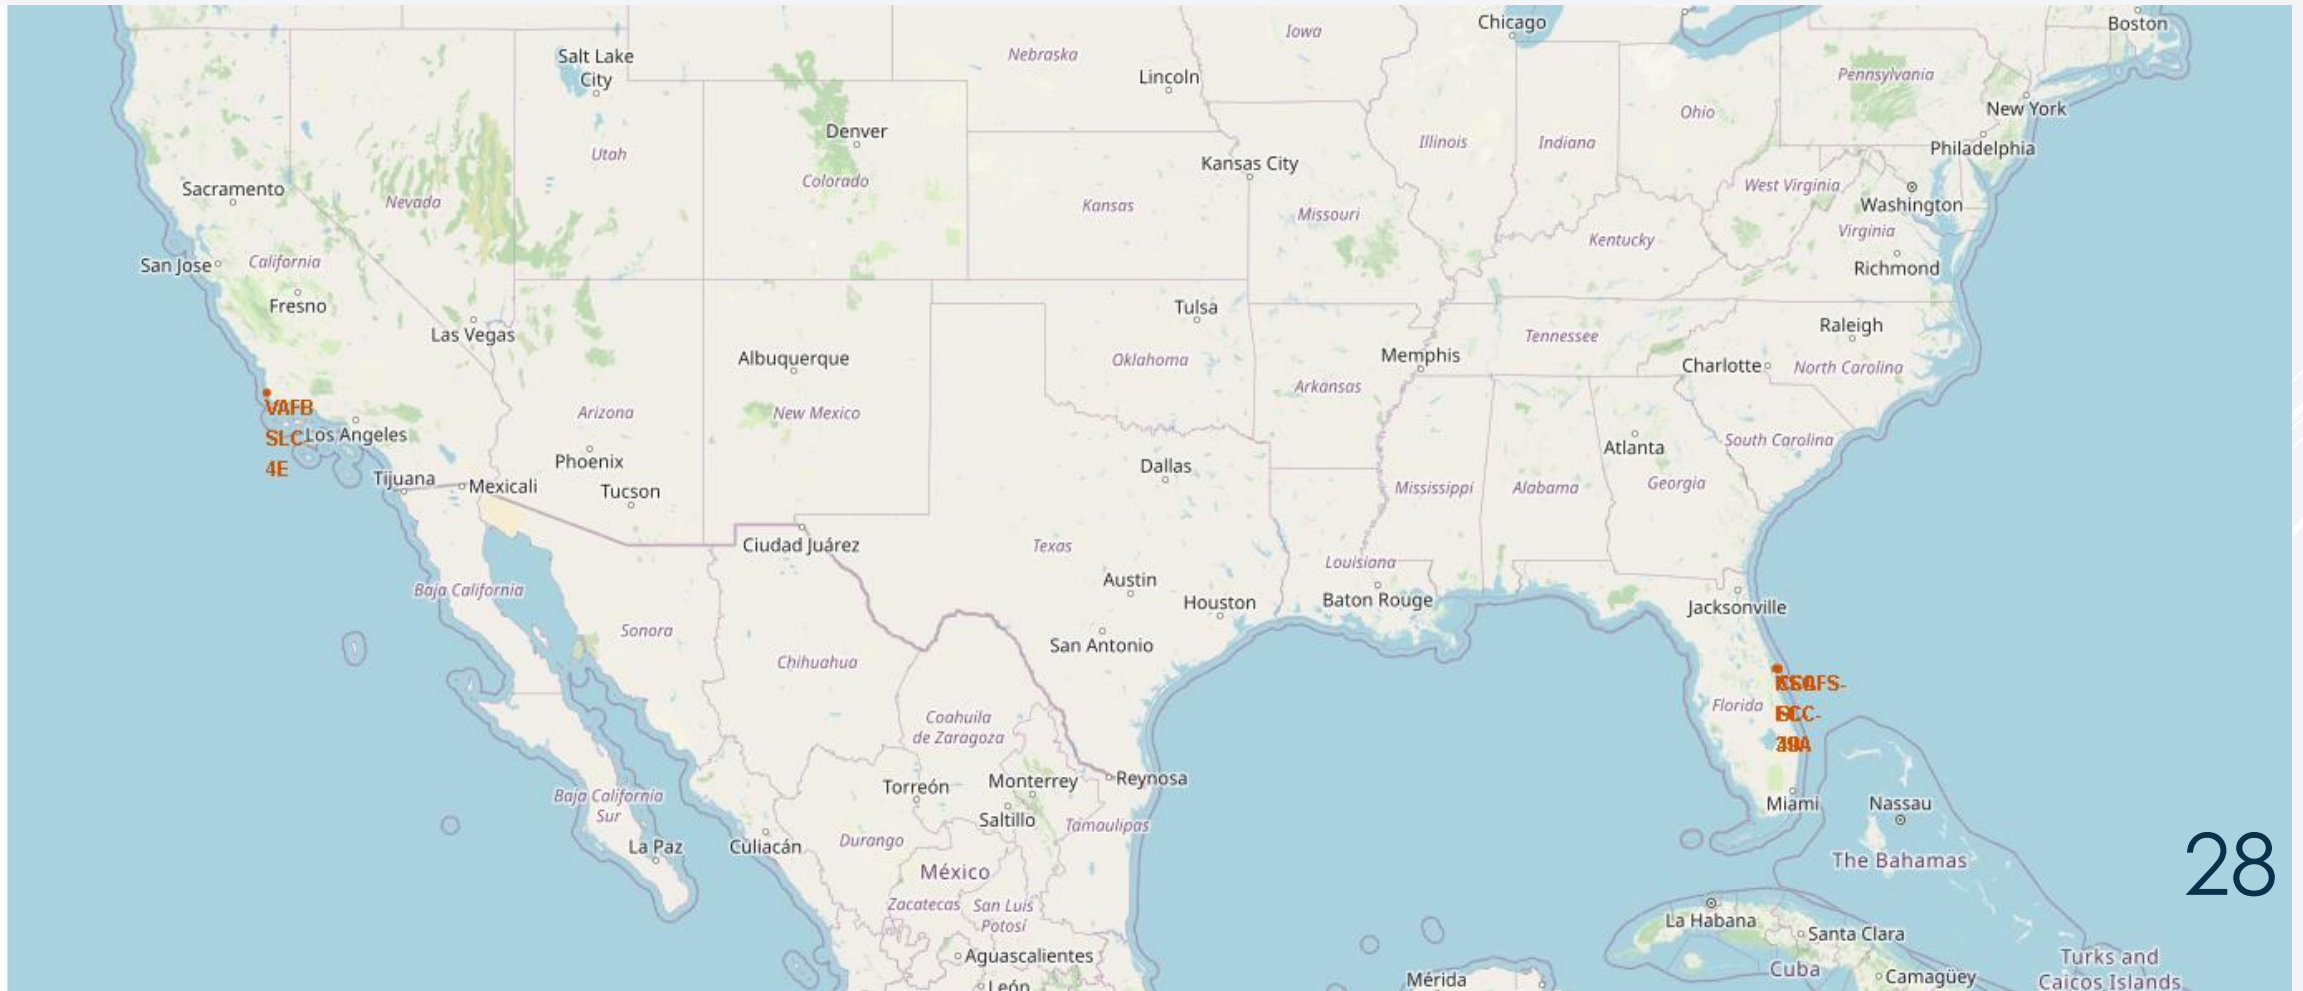 Chicago
Boston
Iowa
Salt Lake
City
Nebraska
Lincoln
Pennsylvania
New York
Ohio
Denver
Utah
Illinois
Indiana
Philadelphia
Kansas City
Colorado
Sacramento
Nevada
Kansas
Missouri
West Virginia
Washington
Kentucky
Virginia
San Jose
California
Richmond
Fresno
Las Vegas
Tulsa
Tennessee
Raleigh
Albuquerque
Oklahoma
Memphis
Charlotte
North Carolina
Arkansas
VAFB
SLC-
4E
Los Angeles
Arizona
New Mexico
Atlanta
South Carolina
Phoenix
Dallas
Tijuana
Mexicali
Tucson
Mississippi
Alabama
Georgia
Ciudad Juárez
Texas
Louisiana
Austin
Baja California
Houston
Baton Rouge
Jacksonville
Sonora
San Antonio
Chihuahua
Florida
Coahuila
de Zaragoza
Torreón
Monterrey
Reynosa
Baja California
Sur
Saltillo
Tamaulipas
Miami
Nassau
Durango
La Paz
Culiacán
México
The Bahamas
28
Zacatecas
San Luis
Potosí
La Habana
Santa Clara
Aguascalientes
Turks and
Caicos Islands
Cuba
Camagüey
Mérida
León